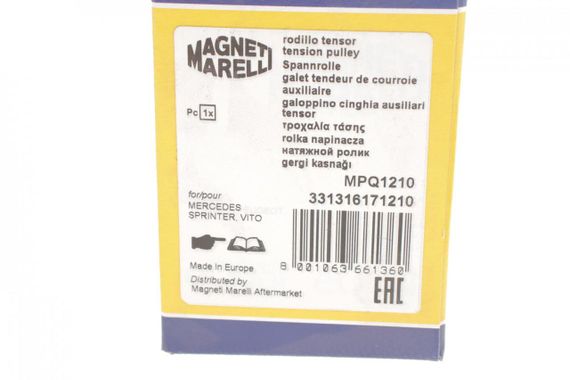 MAGNETI
MARELLI
rodillo tensor
tension pulley
Spannrolle
galet tendeur de courroie
auxiliaire
galoppino cinghia ausiliari
tensor
τροχαλία τάσης
rolka napinacza
натяжной ролик
gergi kasnağı
Pc 1x
MPQ1210
331316171210
for/pour
MERCEDES
SPRINTER, VITO
8 001063 661360
Made In Europe
Distributed by
Magneti Marelli Aftermarket
EAC